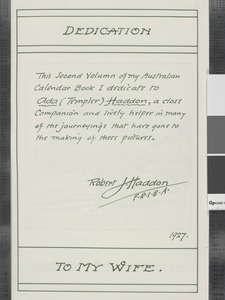 DEDICATION
This Second Volumn of my Australian
Calendar Book I dedicate to
Ada (Templer) Haddon, a close
Companion and lively helper in many
of the journeyings that have gone to
the making of these pictures.
Robert J Haddon
F.R.I.B.A.
1927.
TO MY WIFE.